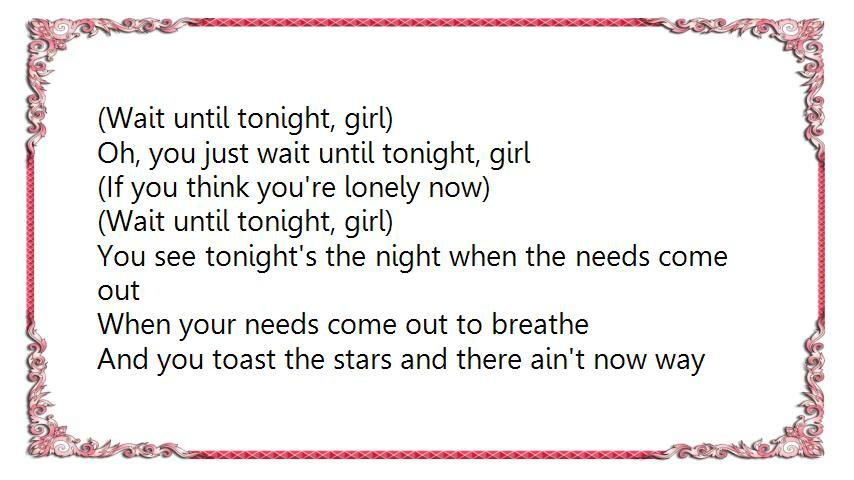 (Wait until tonight, girl)
Oh, you just wait until tonight, girl
(If you think you're lonely now)
(Wait until tonight, girl)
You see tonight's the night when the needs come
out
When your needs come out to breathe
And you toast the stars and there ain't now way